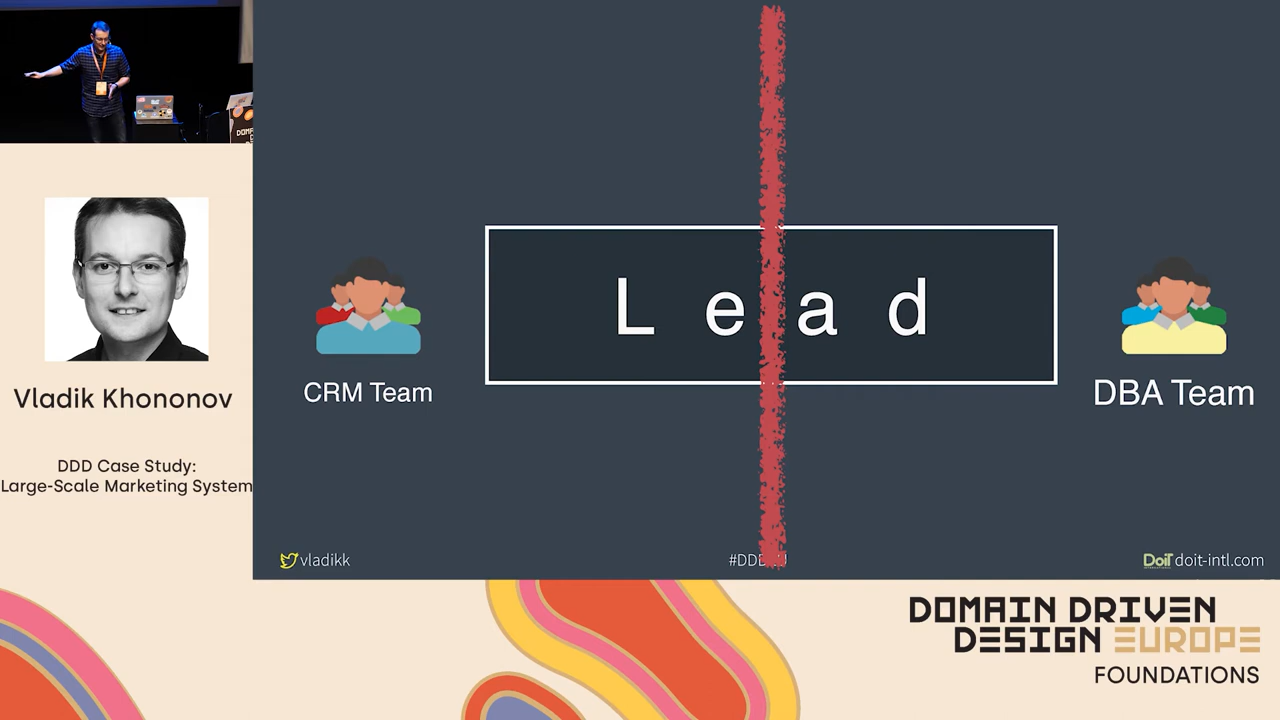 Vladik Khononov
DDD Case Study:
Large-Scale Marketing System
L e a d
CRM Team
DBA Team
vladikk
DoiT doit-intl.com
DOMAIN DRIVEN
DESIGN EUROPE
FOUNDATIONS